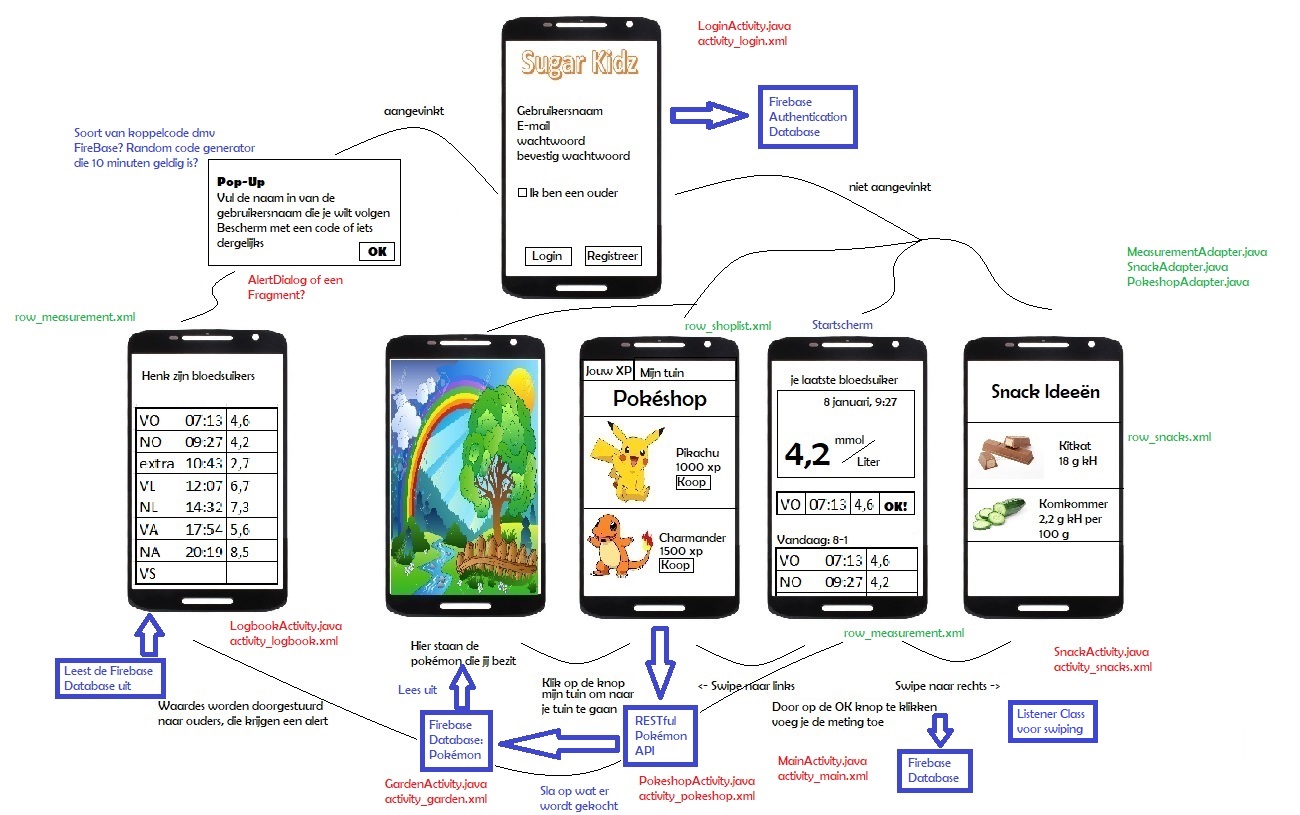 LoginActivity.java
activity_login.xml
Sugar Kidz
Gebruikersnaam
E-mail
wachtwoord
bevestig wachtwoord
Ik ben een ouder
Login
Registreer
Firebase
Authentication
Database
aangevinkt
niet aangevinkt
Soort van koppelcode dmv
FireBase? Random code generator
die 10 minuten geldig is?
Pop-Up
Vul de naam in van de
gebruikersnaam die je wilt volgen
Bescherm met een code of iets
dergelijks
OK
AlertDialog of een
Fragment?
MeasurementAdapter.java
SnackAdapter.java
PokeshopAdapter.java
row_measurement.xml
Henk zijn bloedsuikers
VO 07:13 4,6
NO 09:27 4,2
extra 10:43 2,7
VL 12:07 6,7
NL 14:32 7,3
VA 17:54 5,6
NA 20:19 8,5
VS
row_shoplist.xml
Jouw XP
Mijn tuin
Pokéshop
Pikachu
1000 xp
Koop
Charmander
1500 xp
Koop
Startscherm
je laatste bloedsuiker
8 januari, 9:27
4,2 mmol/Liter
VO 07:13 4,6 OK!
Vandaag: 8-1
VO 07:13 4,6
NO 09:27 4,2
Snack Ideeën
Kitkat
18 g kH
Komkommer
2,2 g kH per
100 g
row_snacks.xml
LogbookActivity.java
activity_logbook.xml
Leest de Firebase
Database uit
Waardes worden doorgestuurd
naar ouders, die krijgen een alert
Hier staan de
pokémon die jij bezit
Lees uit
Firebase
Database:
Pokémon
GardenActivity.java
activity_garden.xml
Klik op de knop
mijn tuin om naar
je tuin te gaan
RESTful
Pokémon
API
Sla op wat er
wordt gekocht
PokeshopActivity.java
activity_pokeshop.xml
row_measurement.xml
<- Swipe naar links
Swipe naar rechts ->
Door op de OK knop te klikken
voeg je de meting toe
MainActivity.java
activity_main.xml
Firebase
Database
SnackActivity.java
activity_snacks.xml
Listener Class
voor swiping